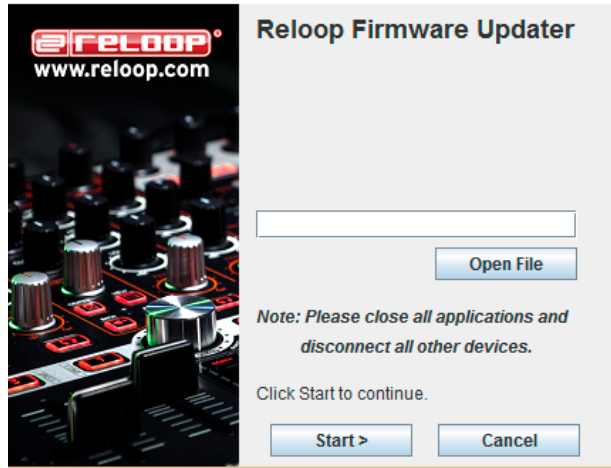 RELOOP
www.reloop.com
Reloop Firmware Updater
Open File
Note: Please close all applications and
disconnect all other devices.
Click Start to continue.
Start >
Cancel